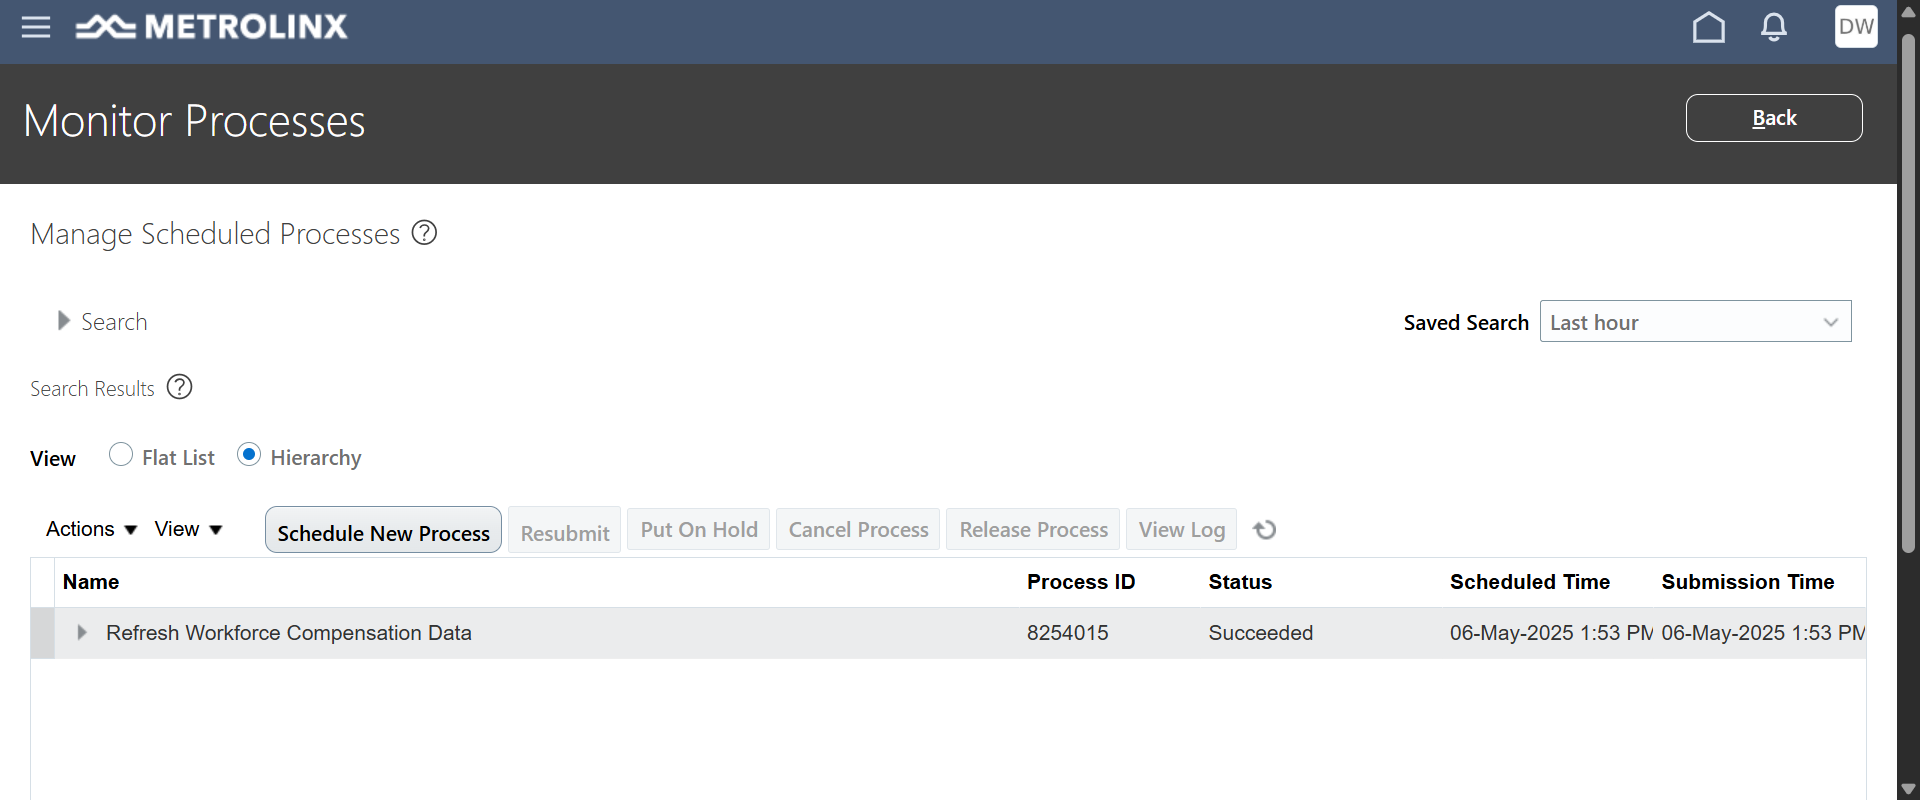 METROLINX
DW
Monitor Processes
Back
Manage Scheduled Processes ?
Search
Saved Search Last hour
Search Results ?
View Flat List Hierarchy
Actions View Schedule New Process Resubmit Put On Hold Cancel Process Release Process View Log
Name Process ID Status Scheduled Time Submission Time
Refresh Workforce Compensation Data 8254015 Succeeded 06-May-2025 1:53 PM 06-May-2025 1:53 PM